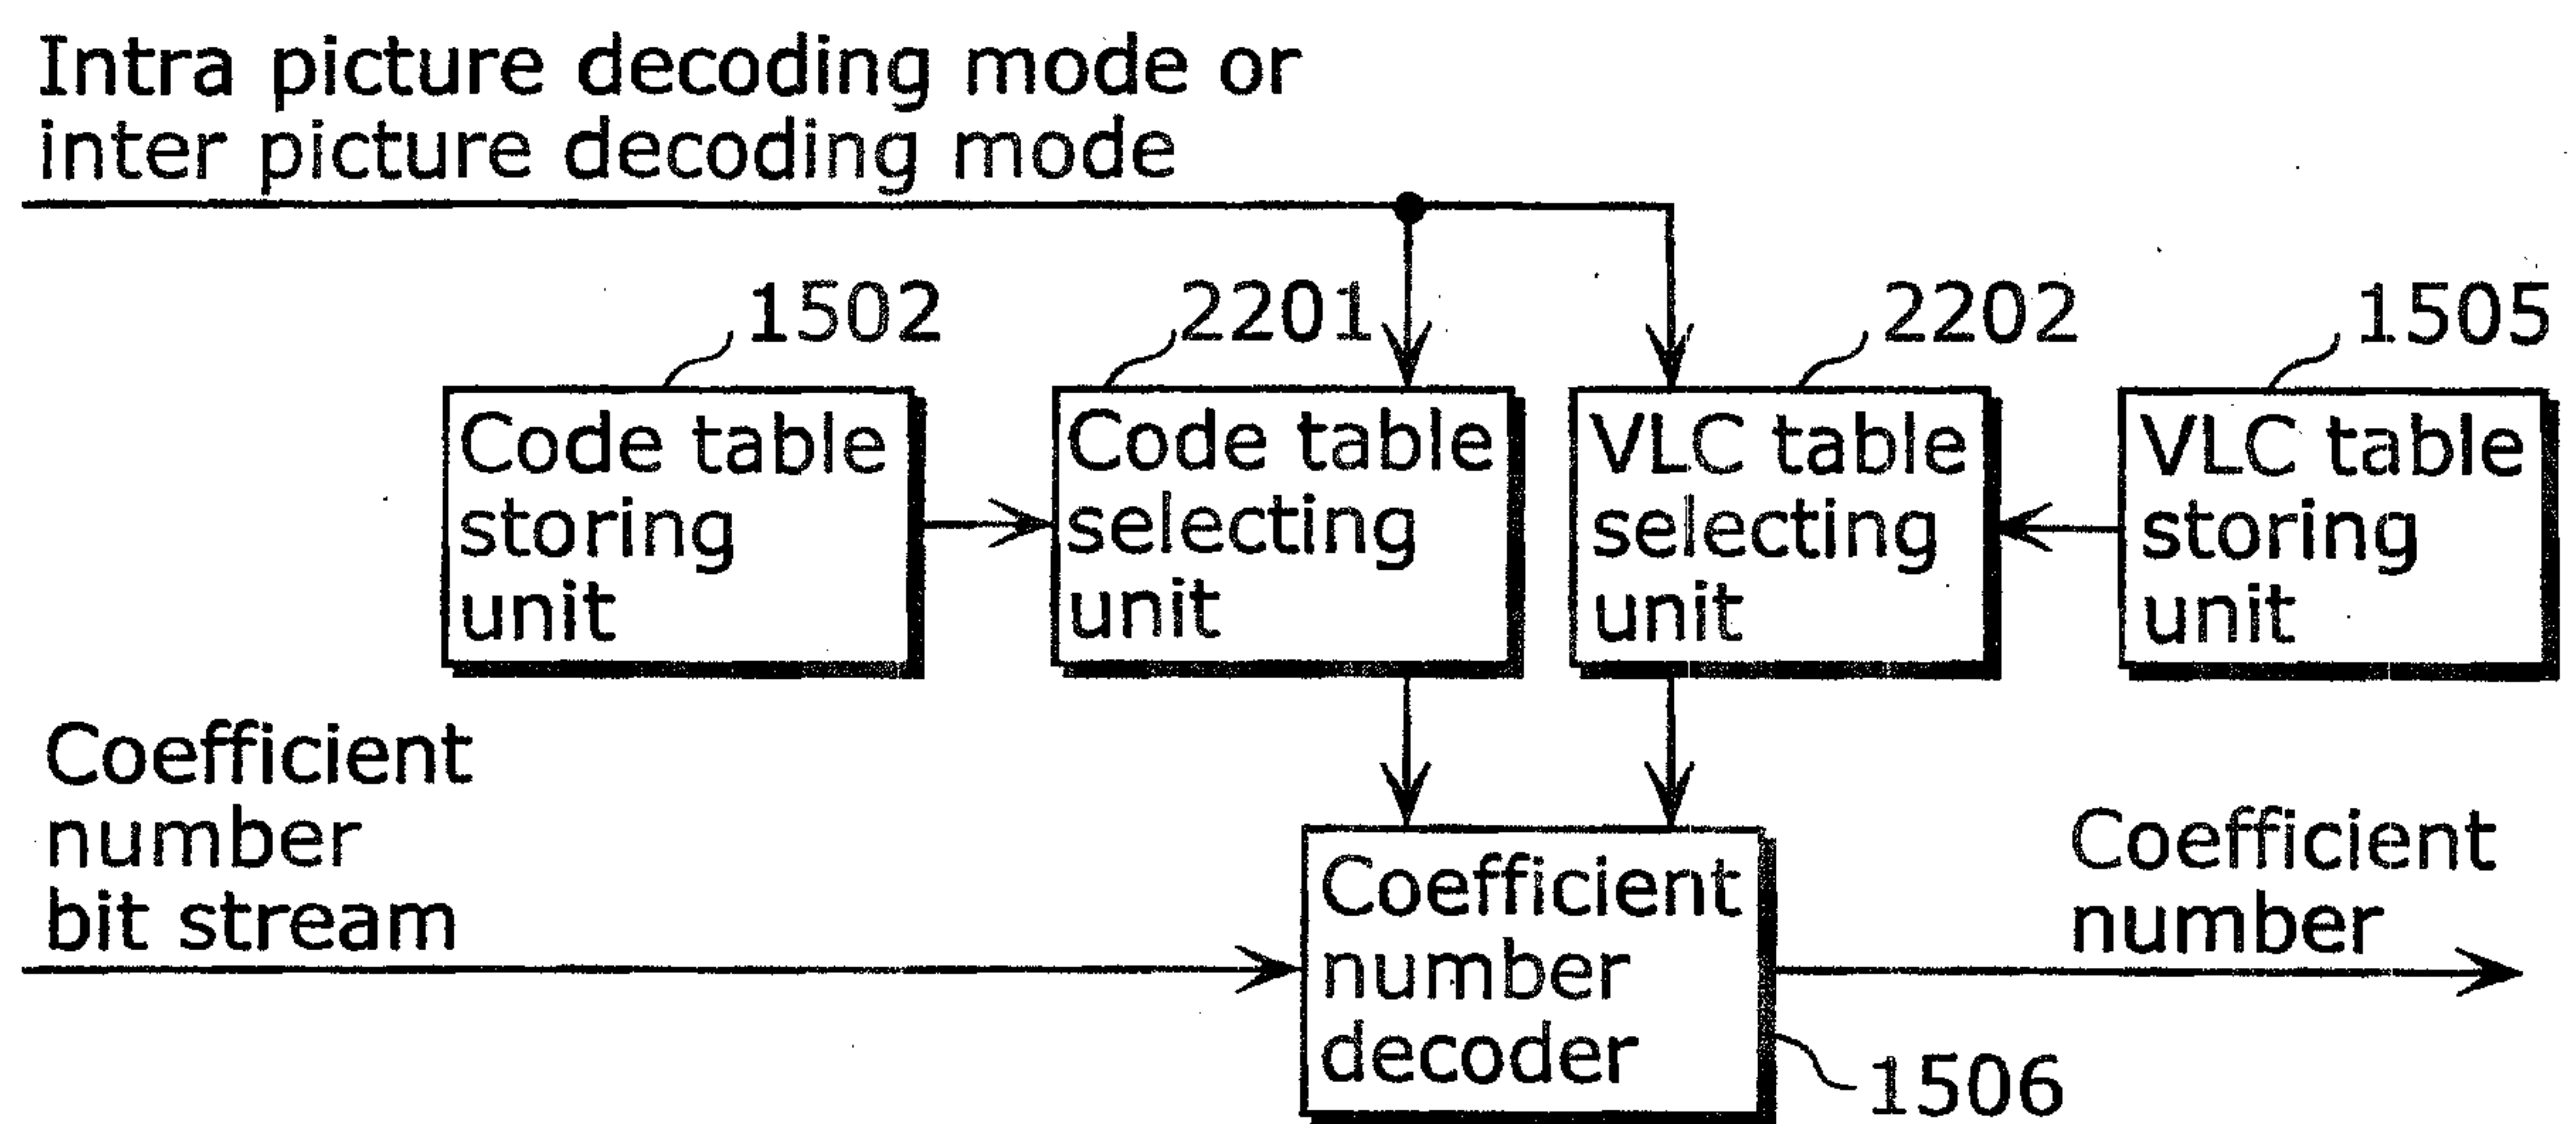 Intra picture decoding mode or
inter picture decoding mode
1502
2201
2202
1505
Code table
storing
unit
Code table
selecting
unit
VLC table
selecting
unit
VLC table
storing
unit
Coefficient
number
bit stream
Coefficient
number
decoder
Coefficient
number
1506